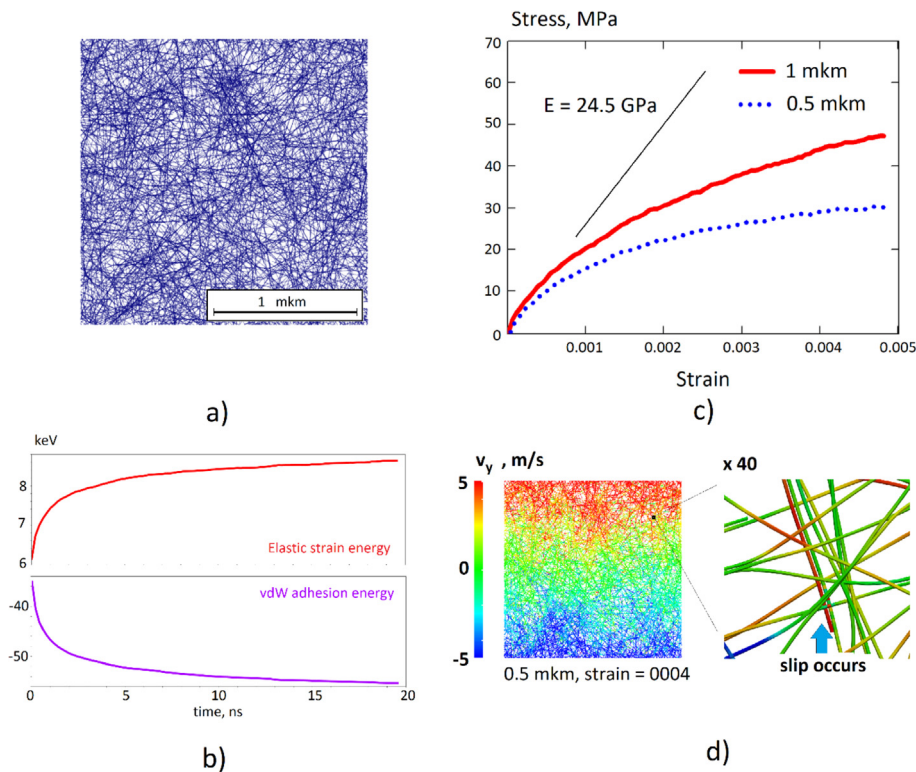 1 mkm
a)
Stress, MPa
70
60
50
40
30
20
10
0
E = 24.5 GPa
1 mkm
0.5 mkm
0.001
0.002
0.003
0.004
0.005
Strain
c)
keV
8
7
6
Elastic strain energy
-40
-50
vdW adhesion energy
0
5
10
15
20
time, ns
b)
v_y , m/s
5
0
-5
0.5 mkm, strain = 0004
x 40
slip occurs
d)